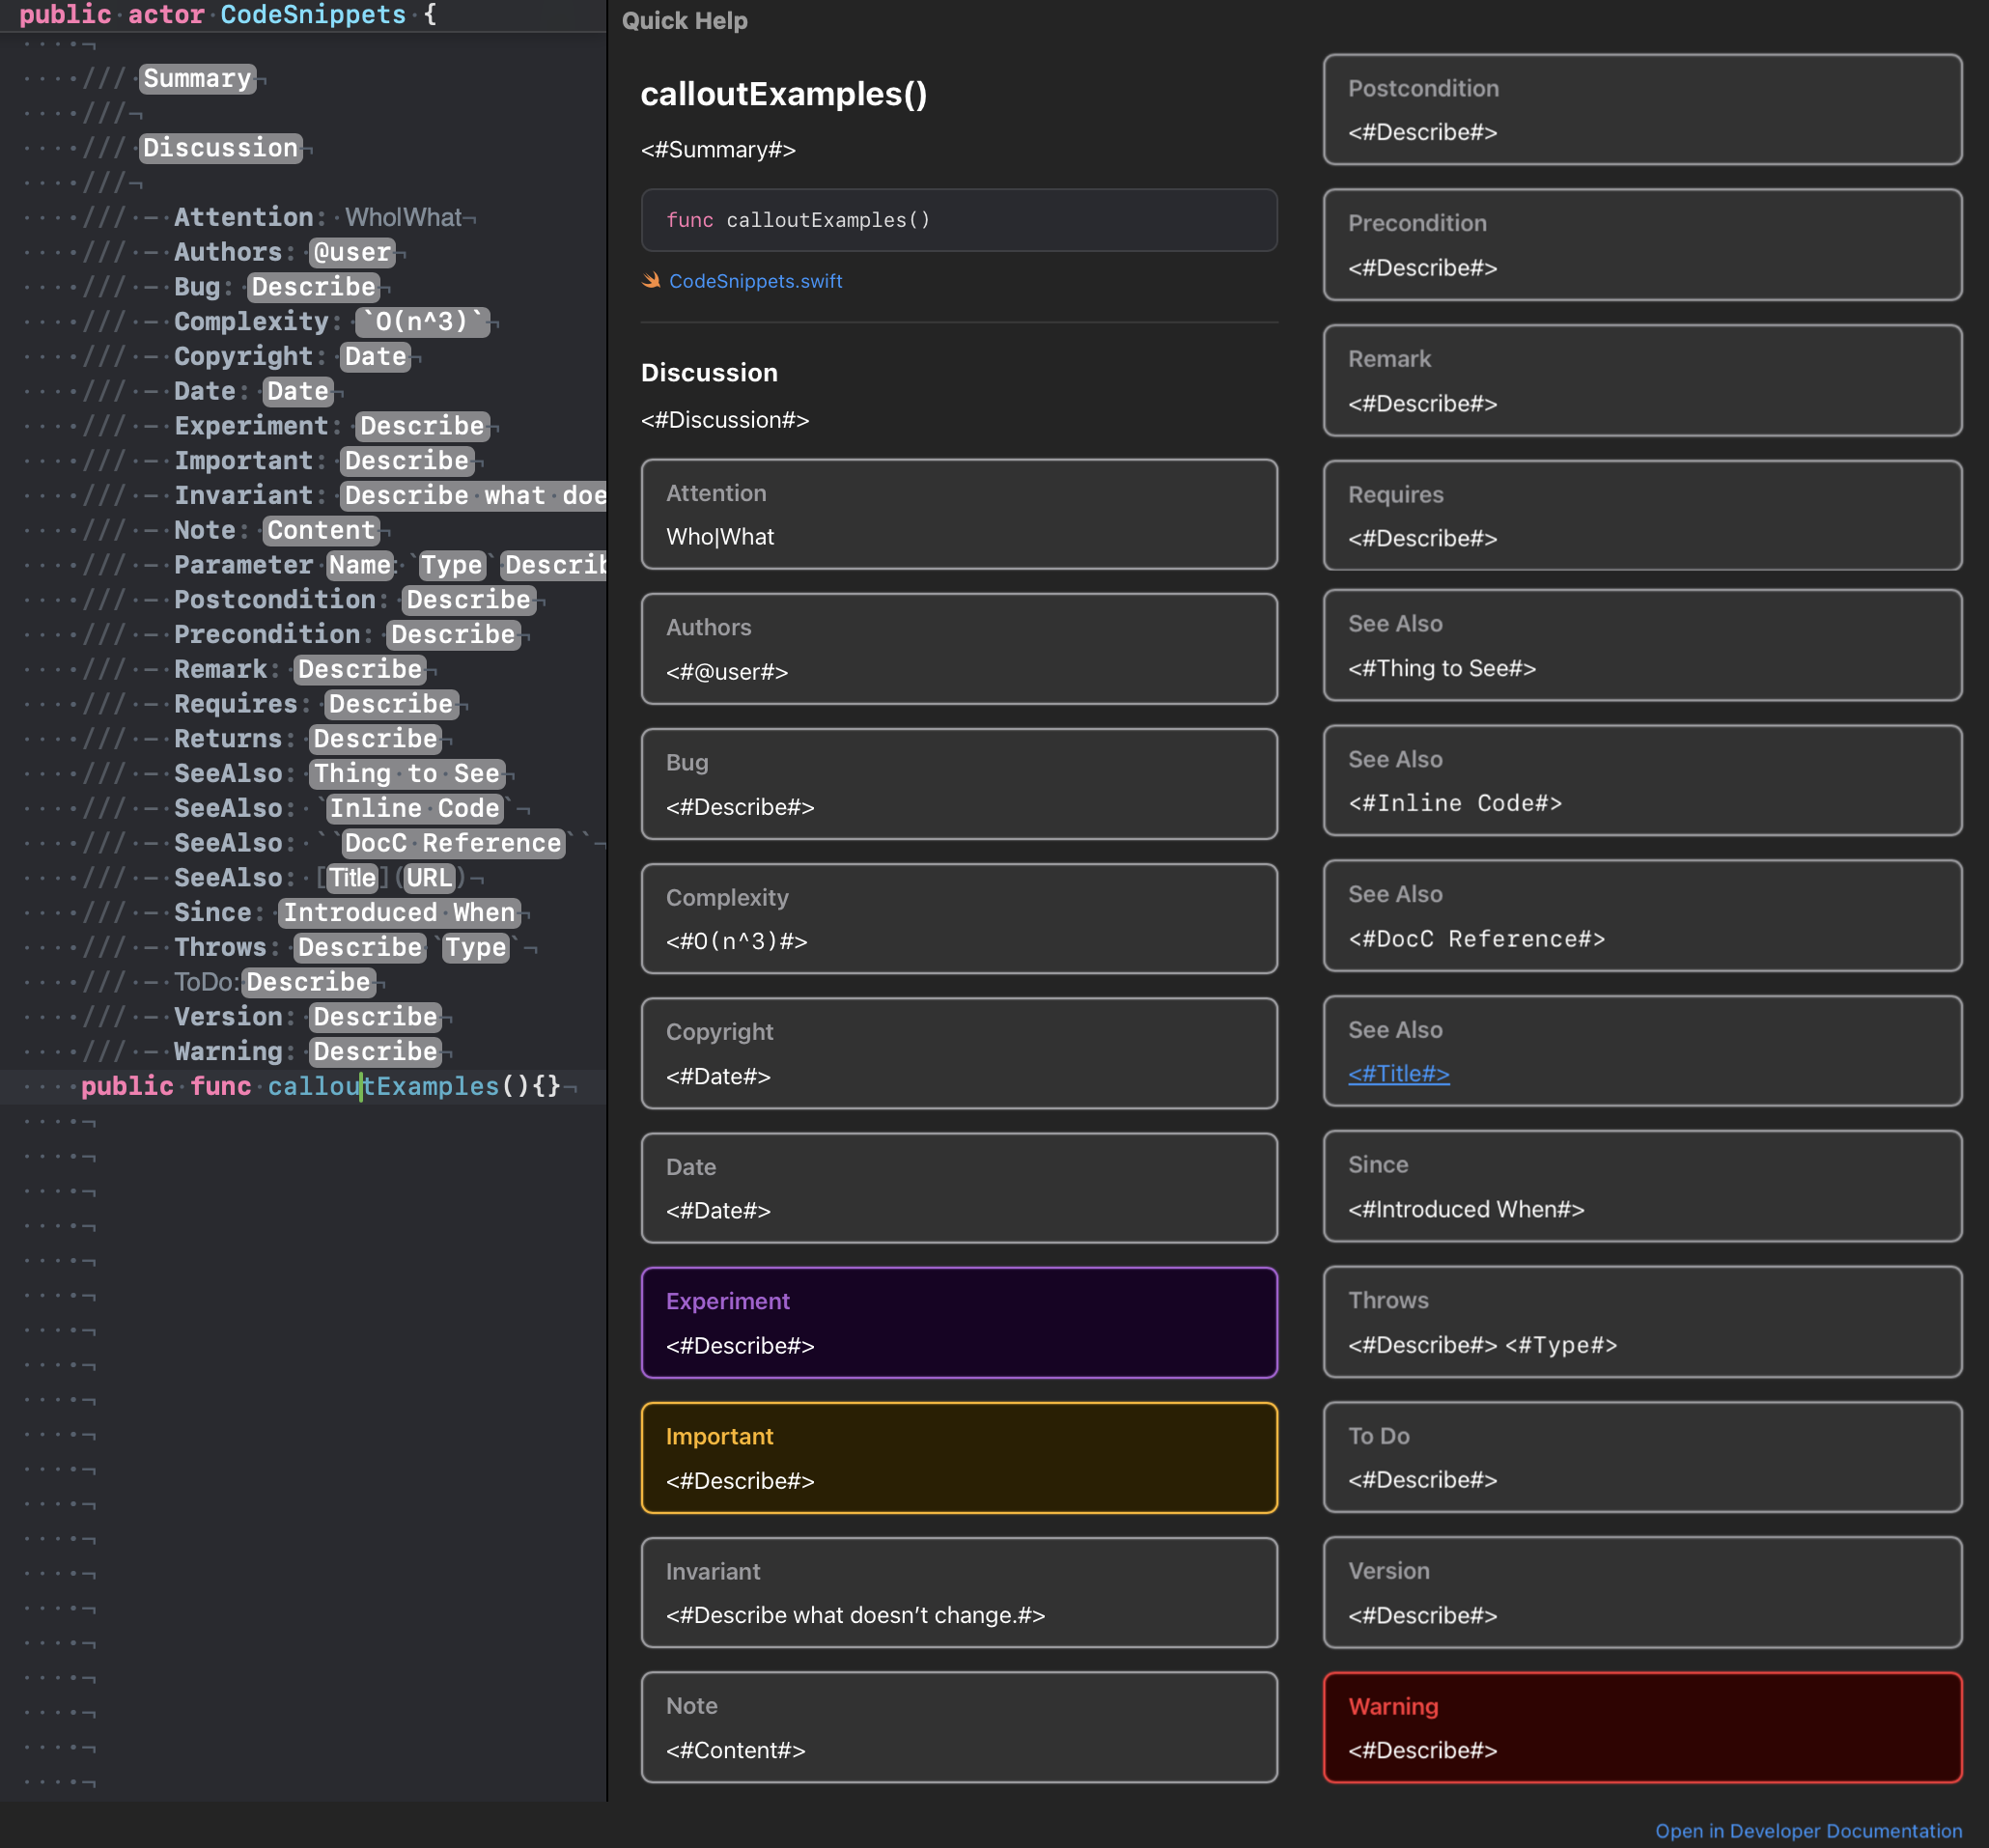 public actor CodeSnippets {
/// Summary
///
/// Discussion
///
/// - Attention: Who|What
/// - Authors: @user
/// - Bug: Describe
/// - Complexity: `O(n^3)`
/// - Copyright: Date
/// - Date: Date
/// - Experiment: Describe
/// - Important: Describe
/// - Invariant: Describe what doe
/// - Note: Content
/// - Parameter Name: `Type` Describ
/// - Postcondition: Describe
/// - Precondition: Describe
/// - Remark: Describe
/// - Requires: Describe
/// - Returns: Describe
/// - SeeAlso: Thing to See
/// - SeeAlso: `Inline Code`
/// - SeeAlso: ``DocC Reference``
/// - SeeAlso: [Title](URL)
/// - Since: Introduced When
/// - Throws: Describe `Type`
/// - ToDo: Describe
/// - Version: Describe
/// - Warning: Describe
public func calloutExamples(){}
Quick Help
calloutExamples()
<#Summary#>
func calloutExamples()
CodeSnippets.swift
Discussion
<#Discussion#>
Attention
Who|What
Authors
<#@user#>
Bug
<#Describe#>
Complexity
<#O(n^3)#>
Copyright
<#Date#>
Date
<#Date#>
Experiment
<#Describe#>
Important
<#Describe#>
Invariant
<#Describe what doesn’t change.#>
Note
<#Content#>
Postcondition
<#Describe#>
Precondition
<#Describe#>
Remark
<#Describe#>
Requires
<#Describe#>
See Also
<#Thing to See#>
See Also
<#Inline Code#>
See Also
<#DocC Reference#>
See Also
<#Title#>
Since
<#Introduced When#>
Throws
<#Describe#> <#Type#>
To Do
<#Describe#>
Version
<#Describe#>
Warning
<#Describe#>
Open in Developer Documentation